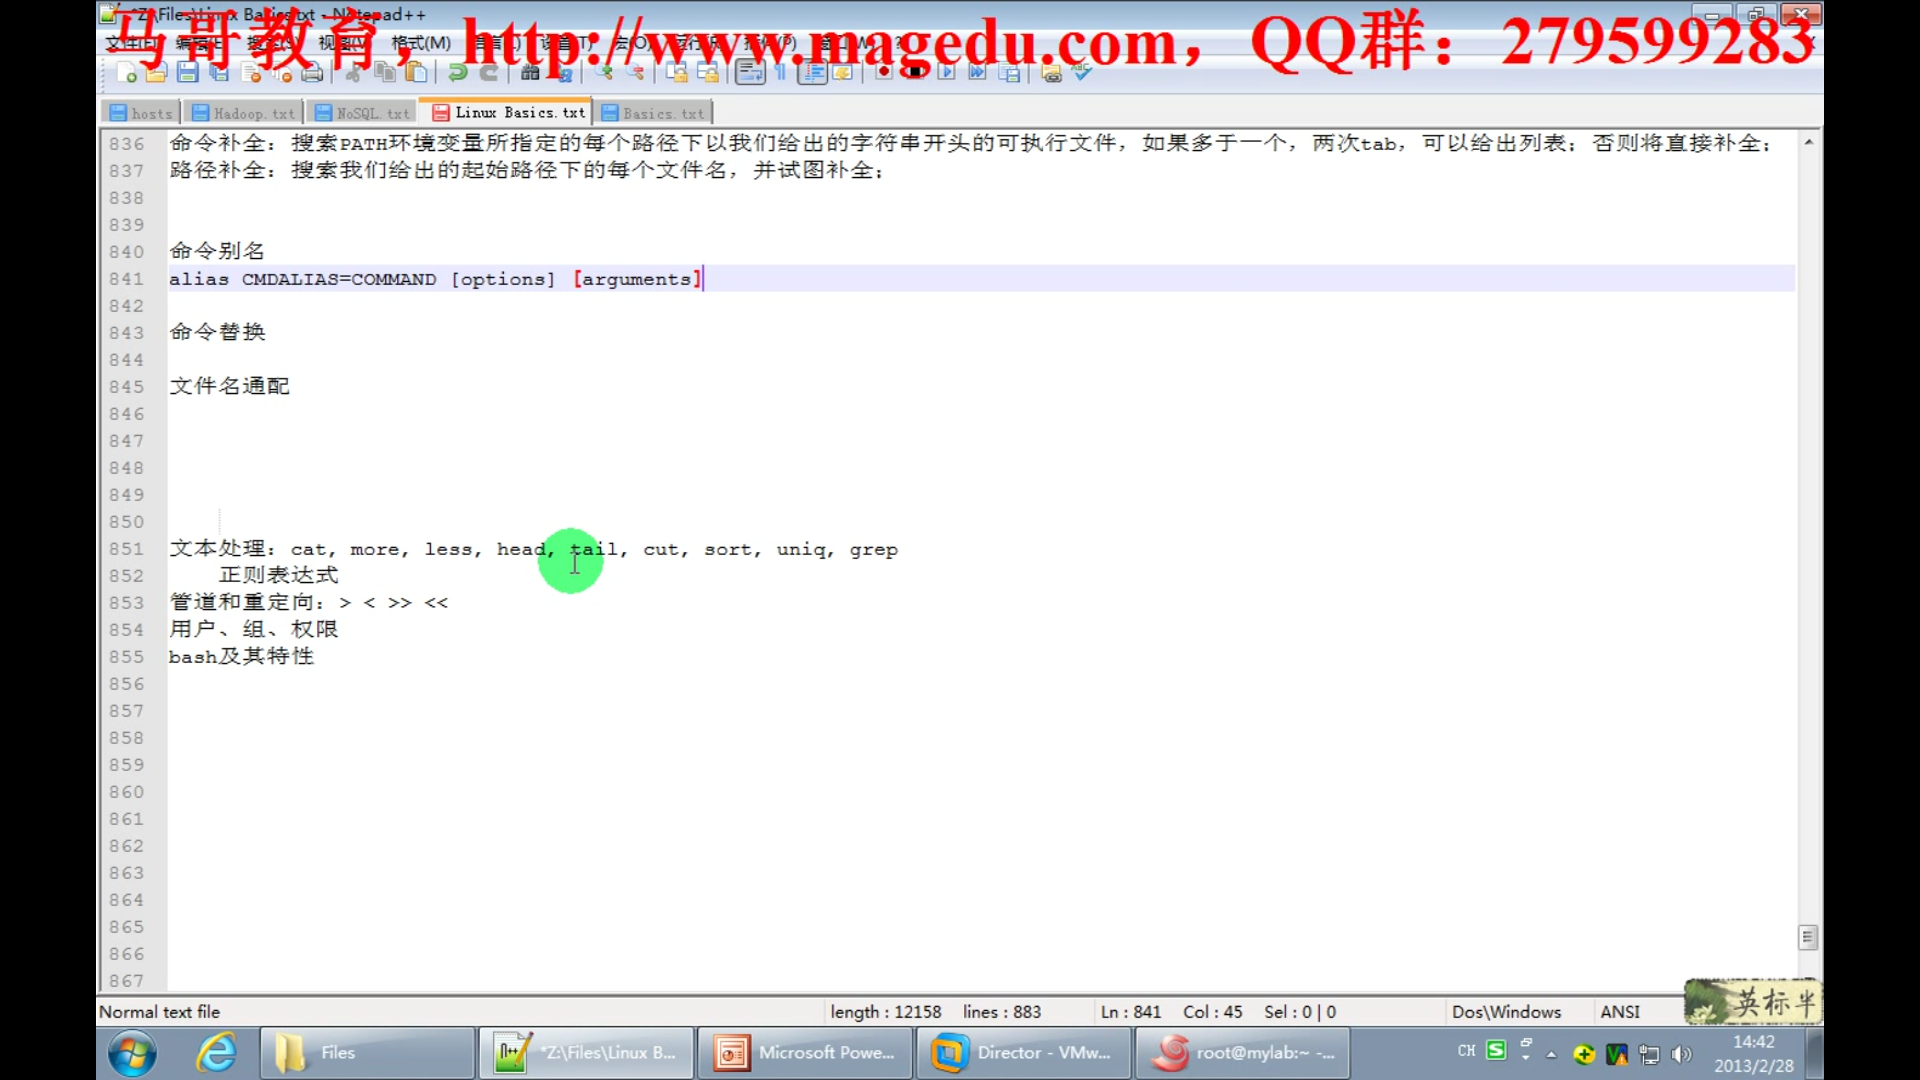 *Z:\Files\Linux Basics.txt - Notepad++
马哥教育，http://www.magedu.com，QQ群：279599283
hosts Hadoop.txt NoSQL.txt Linux Basics.txt Basics.txt
836 命令补全：搜索PATH环境变量所指定的每个路径下以我们给出的字符串开头的可执行文件，如果多于一个，两次tab，可以给出列表；否则将直接补全；
837 路径补全：搜索我们给出的起始路径下的每个文件名，并试图补全；
838
839
840 命令别名
841 alias CMDALIAS=COMMAND [options] [arguments]
842
843 命令替换
844
845 文件名通配
846
847
848
849
850
851 文本处理：cat, more, less, head, tail, cut, sort, uniq, grep
852 正则表达式
853 管道和重定向：> < >> <<
854 用户、组、权限
855 bash及其特性
856
857
858
859
860
861
862
863
864
865
866
867
Normal text file length : 12158 lines : 883 Ln : 841 Col : 45 Sel : 0 | 0 Dos\Windows ANSI
英标半
Files *Z:\Files\Linux B... Microsoft Powe... Director - VMw... root@mylab:~ -... CH 14:42
2013/2/28